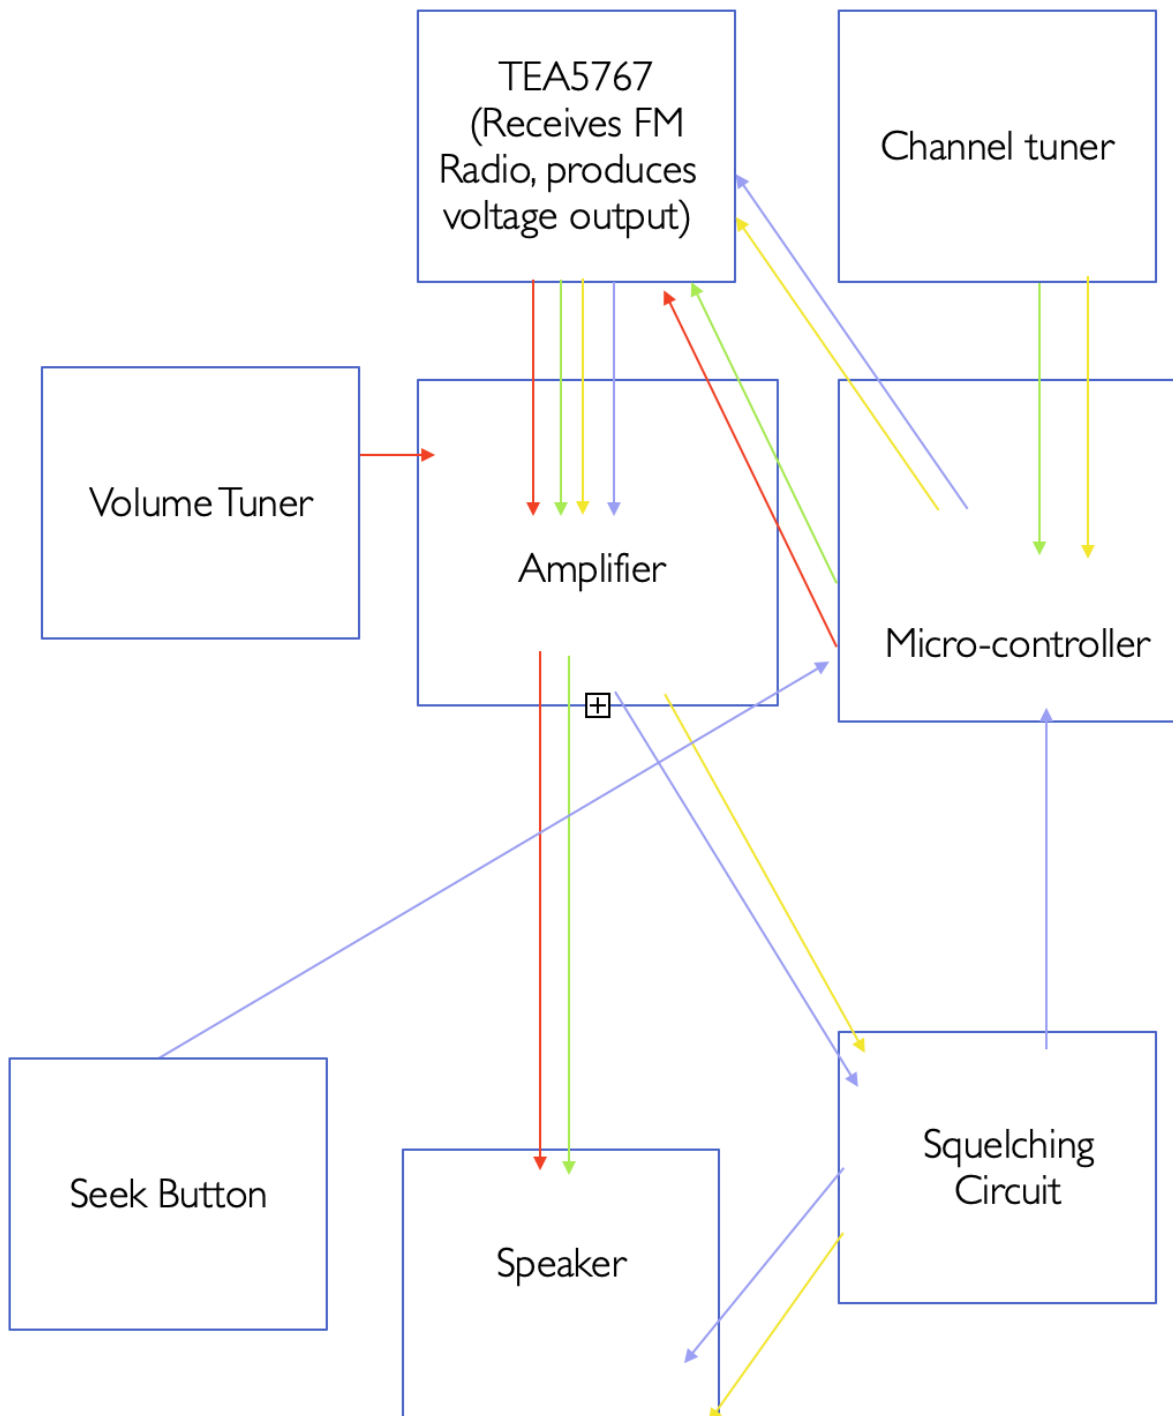 TEA5767
(Receives FM
Radio, produces
voltage output)
Channel tuner
Volume Tuner
Amplifier
Micro-controller
Seek Button
Speaker
Squelching
Circuit